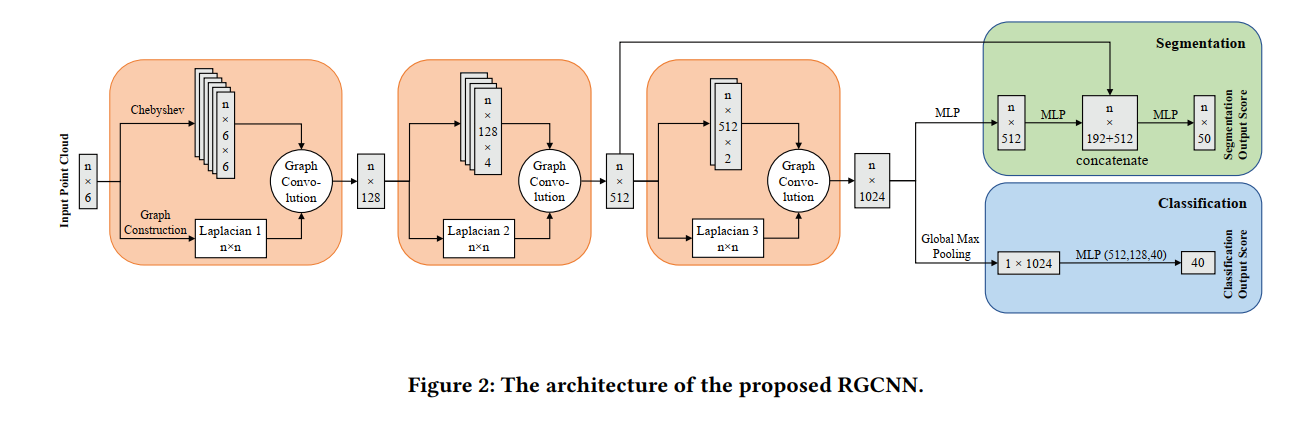 Input Point Cloud
n
×
6
Chebyshev
n
×
6
×
6
Graph
Construction
Laplacian 1
n×n
Graph
Convo-
lution
n
×
128
n
×
128
×
4
Laplacian 2
n×n
Graph
Convo-
lution
n
×
512
n
×
512
×
2
Laplacian 3
n×n
Graph
Convo-
lution
n
×
1024
MLP
Segmentation
n
×
512
MLP
n
×
192+512
concatenate
MLP
n
×
50
Segmentation
Output Score
Global Max
Pooling
Classification
1 × 1024
MLP (512,128,40)
40
Classification
Output Score
Figure 2: The architecture of the proposed RGCNN.